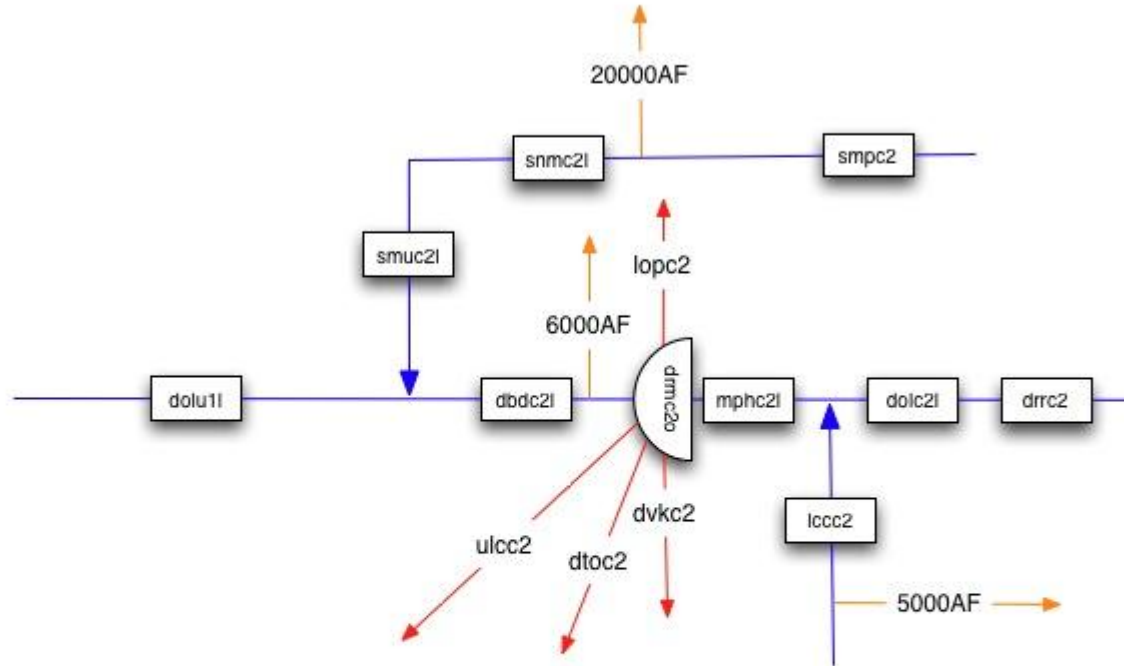 20000AF
snmc2l
smpc2
smuc2l
lopc2
6000AF
dolu1l
dbdc2l
drmc2o
mphc2l
dolc2l
drrc2
lccc2
dvkc2
ulcc2
dtoc2
5000AF